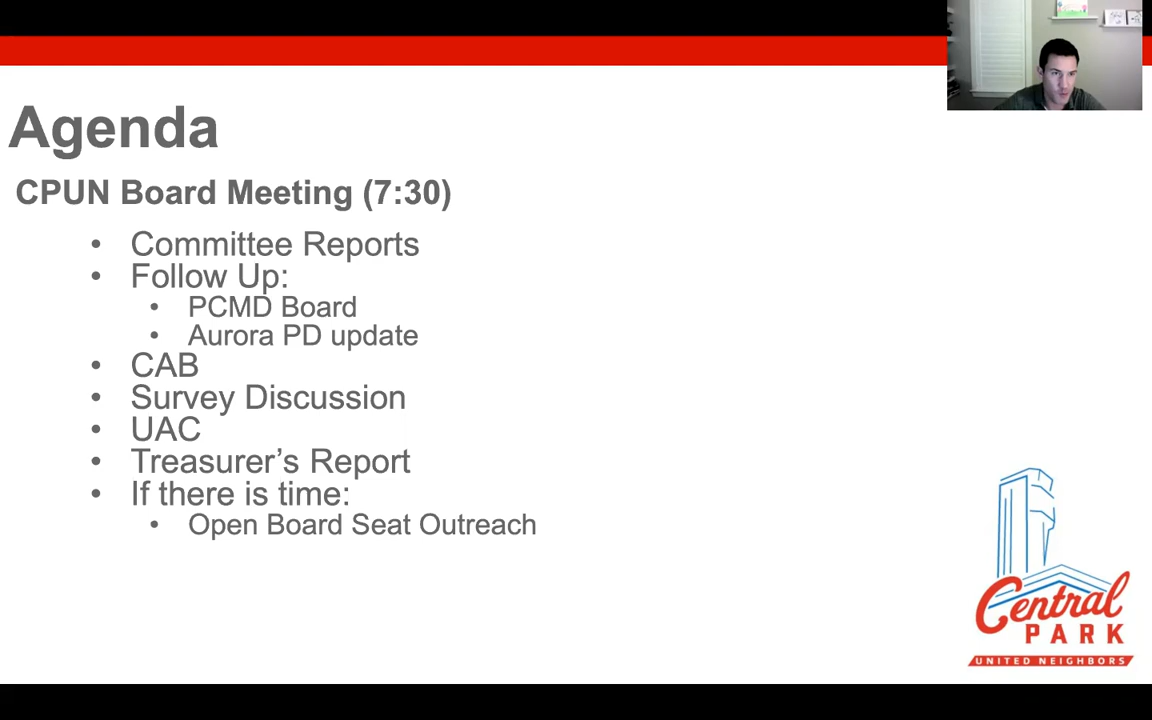 Agenda
CPUN Board Meeting (7:30)
• Committee Reports
• Follow Up:
• PCMD Board
• Aurora PD update
• CAB
• Survey Discussion
• UAC
• Treasurer’s Report
• If there is time:
• Open Board Seat Outreach
Central
PARK
UNITED NEIGHBORS